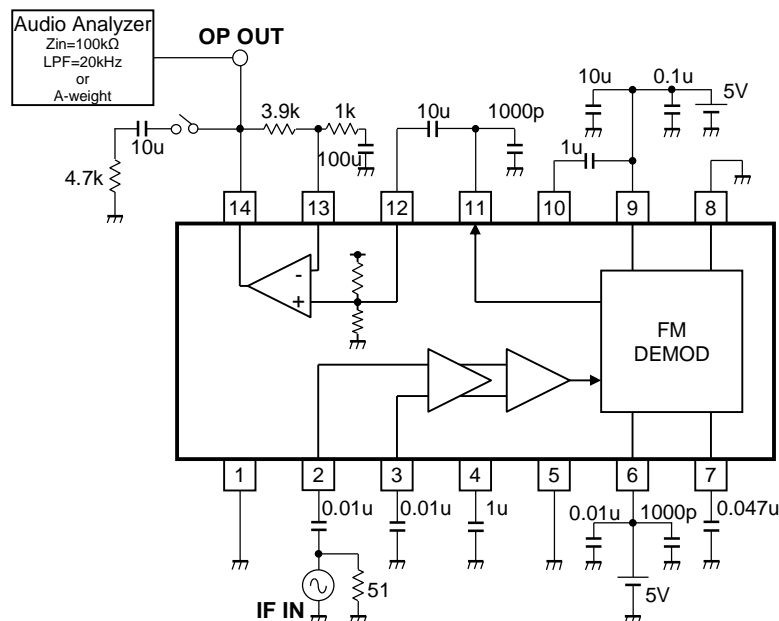 Audio Analyzer
Zin=100kΩ
LPF=20kHz
or
A-weight
OP OUT
10u
0.1u
5V
3.9k
1k
10u
1000p
10u
100u
1u
4.7k
14
13
12
11
10
9
8
-
+
FM
DEMOD
1
2
3
4
5
6
7
0.01u
0.01u
1u
0.01u
1000p
0.047u
51
IF IN
5V